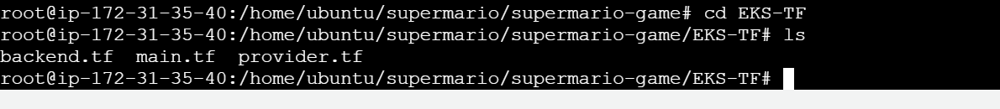 root@ip-172-31-35-40:/home/ubuntu/supermario/supermario-game# cd EKS-TF
root@ip-172-31-35-40:/home/ubuntu/supermario/supermario-game/EKS-TF# ls
backend.tf  main.tf  provider.tf
root@ip-172-31-35-40:/home/ubuntu/supermario/supermario-game/EKS-TF#